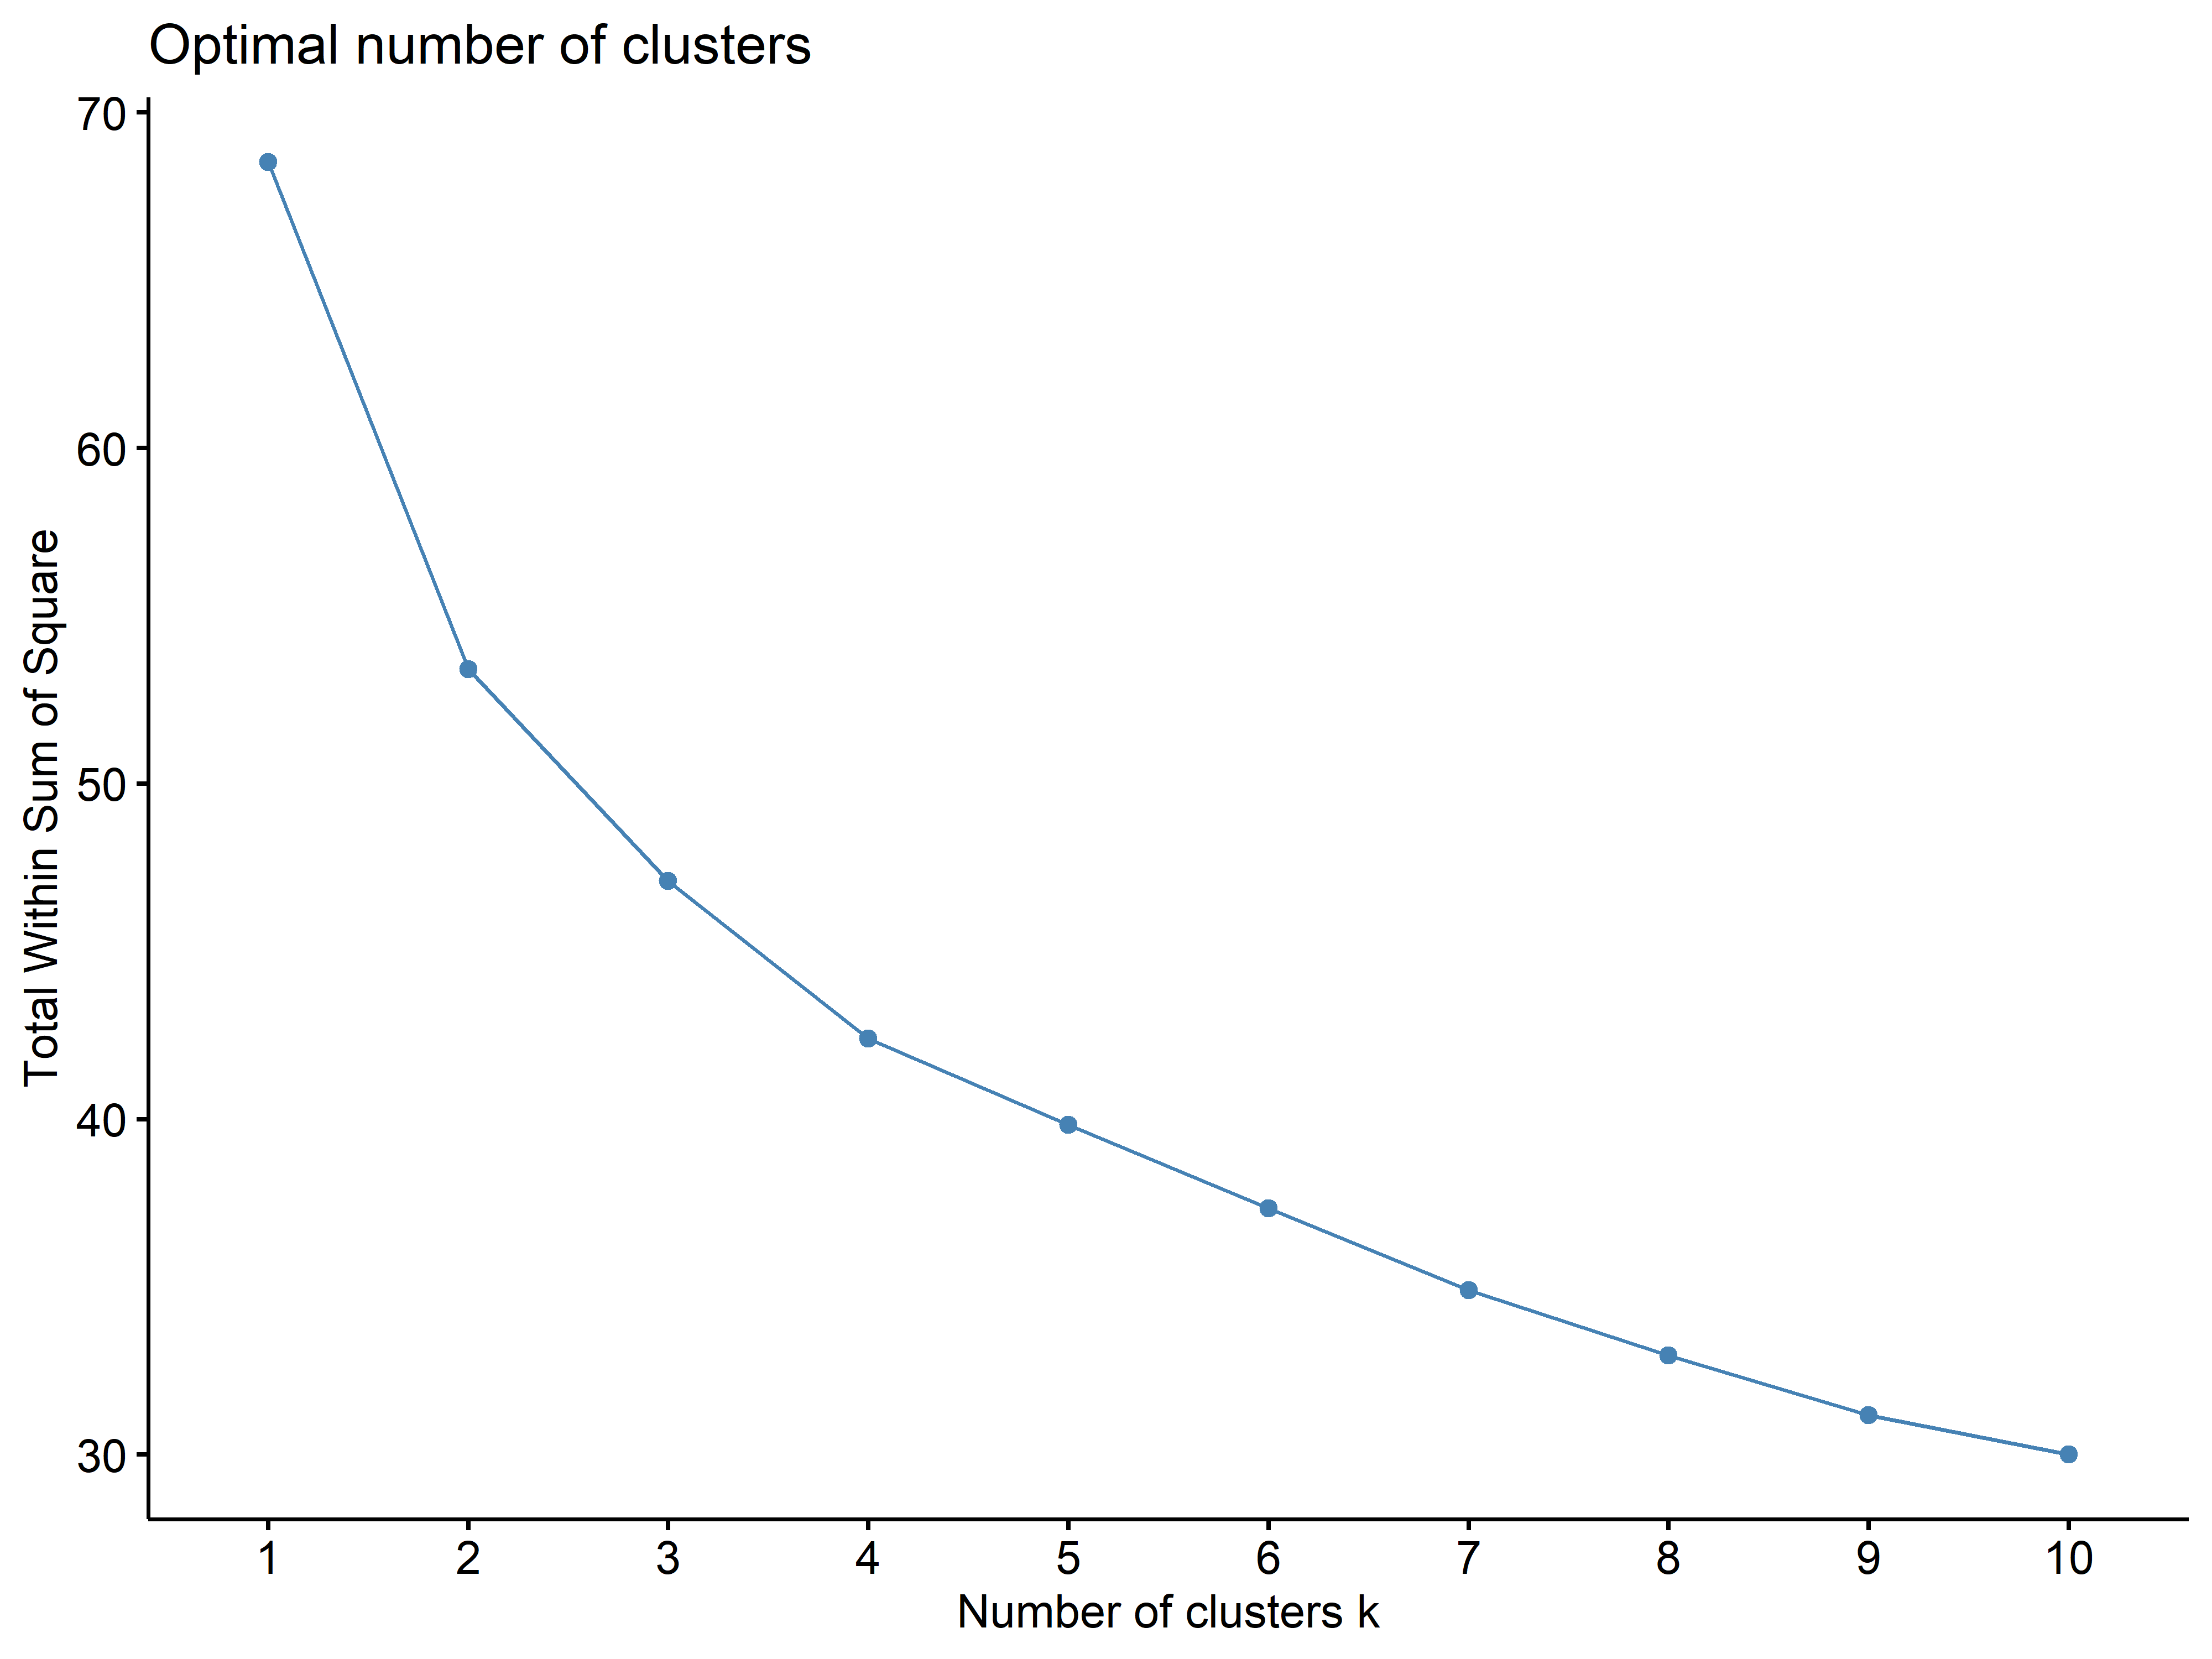 Optimal number of clusters
70
60
50
40
30
Total Within Sum of Square
1 2 3 4 5 6 7 8 9 10
Number of clusters k